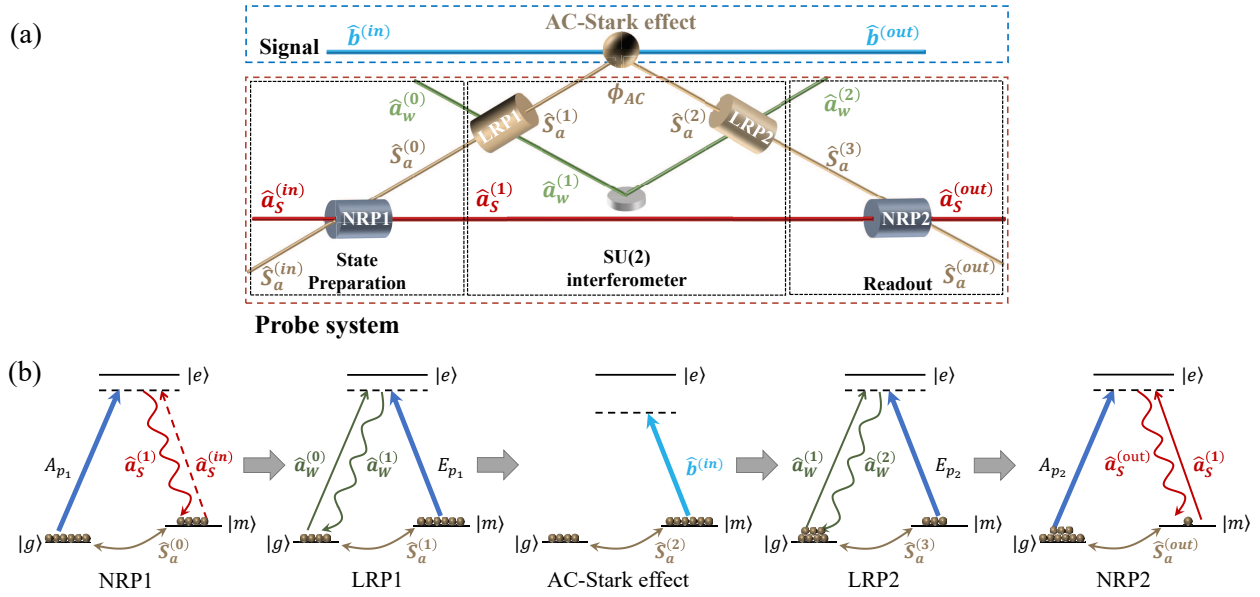 (a)
AC-Stark effect
Signal
b̂^(in)
b̂^(out)
ϕ_AC
â_w^(0)
â_w^(2)
LRP1
Ŝ_a^(1)
Ŝ_a^(2)
LRP2
Ŝ_a^(0)
Ŝ_a^(3)
â_S^(in)
â_S^(1)
â_w^(1)
â_S^(out)
NRP1
NRP2
Ŝ_a^(in)
State
Preparation
SU(2)
interferometer
Readout
Ŝ_a^(out)
Probe system
(b)
|e⟩ |e⟩ |e⟩ |e⟩ |e⟩
A_p₁ â_S^(1) â_S^(in)
â_W^(0) â_W^(1) E_p₁
b̂^(in)
â_W^(1) â_W^(2) E_p₂
A_p₂ â_S^(out) â_S^(1)
|g⟩ Ŝ_a^(0) |m⟩
|g⟩ Ŝ_a^(1) |m⟩
|g⟩ Ŝ_a^(2) |m⟩
|g⟩ Ŝ_a^(3) |m⟩
|g⟩ Ŝ_a^(out) |m⟩
NRP1 LRP1 AC-Stark effect LRP2 NRP2